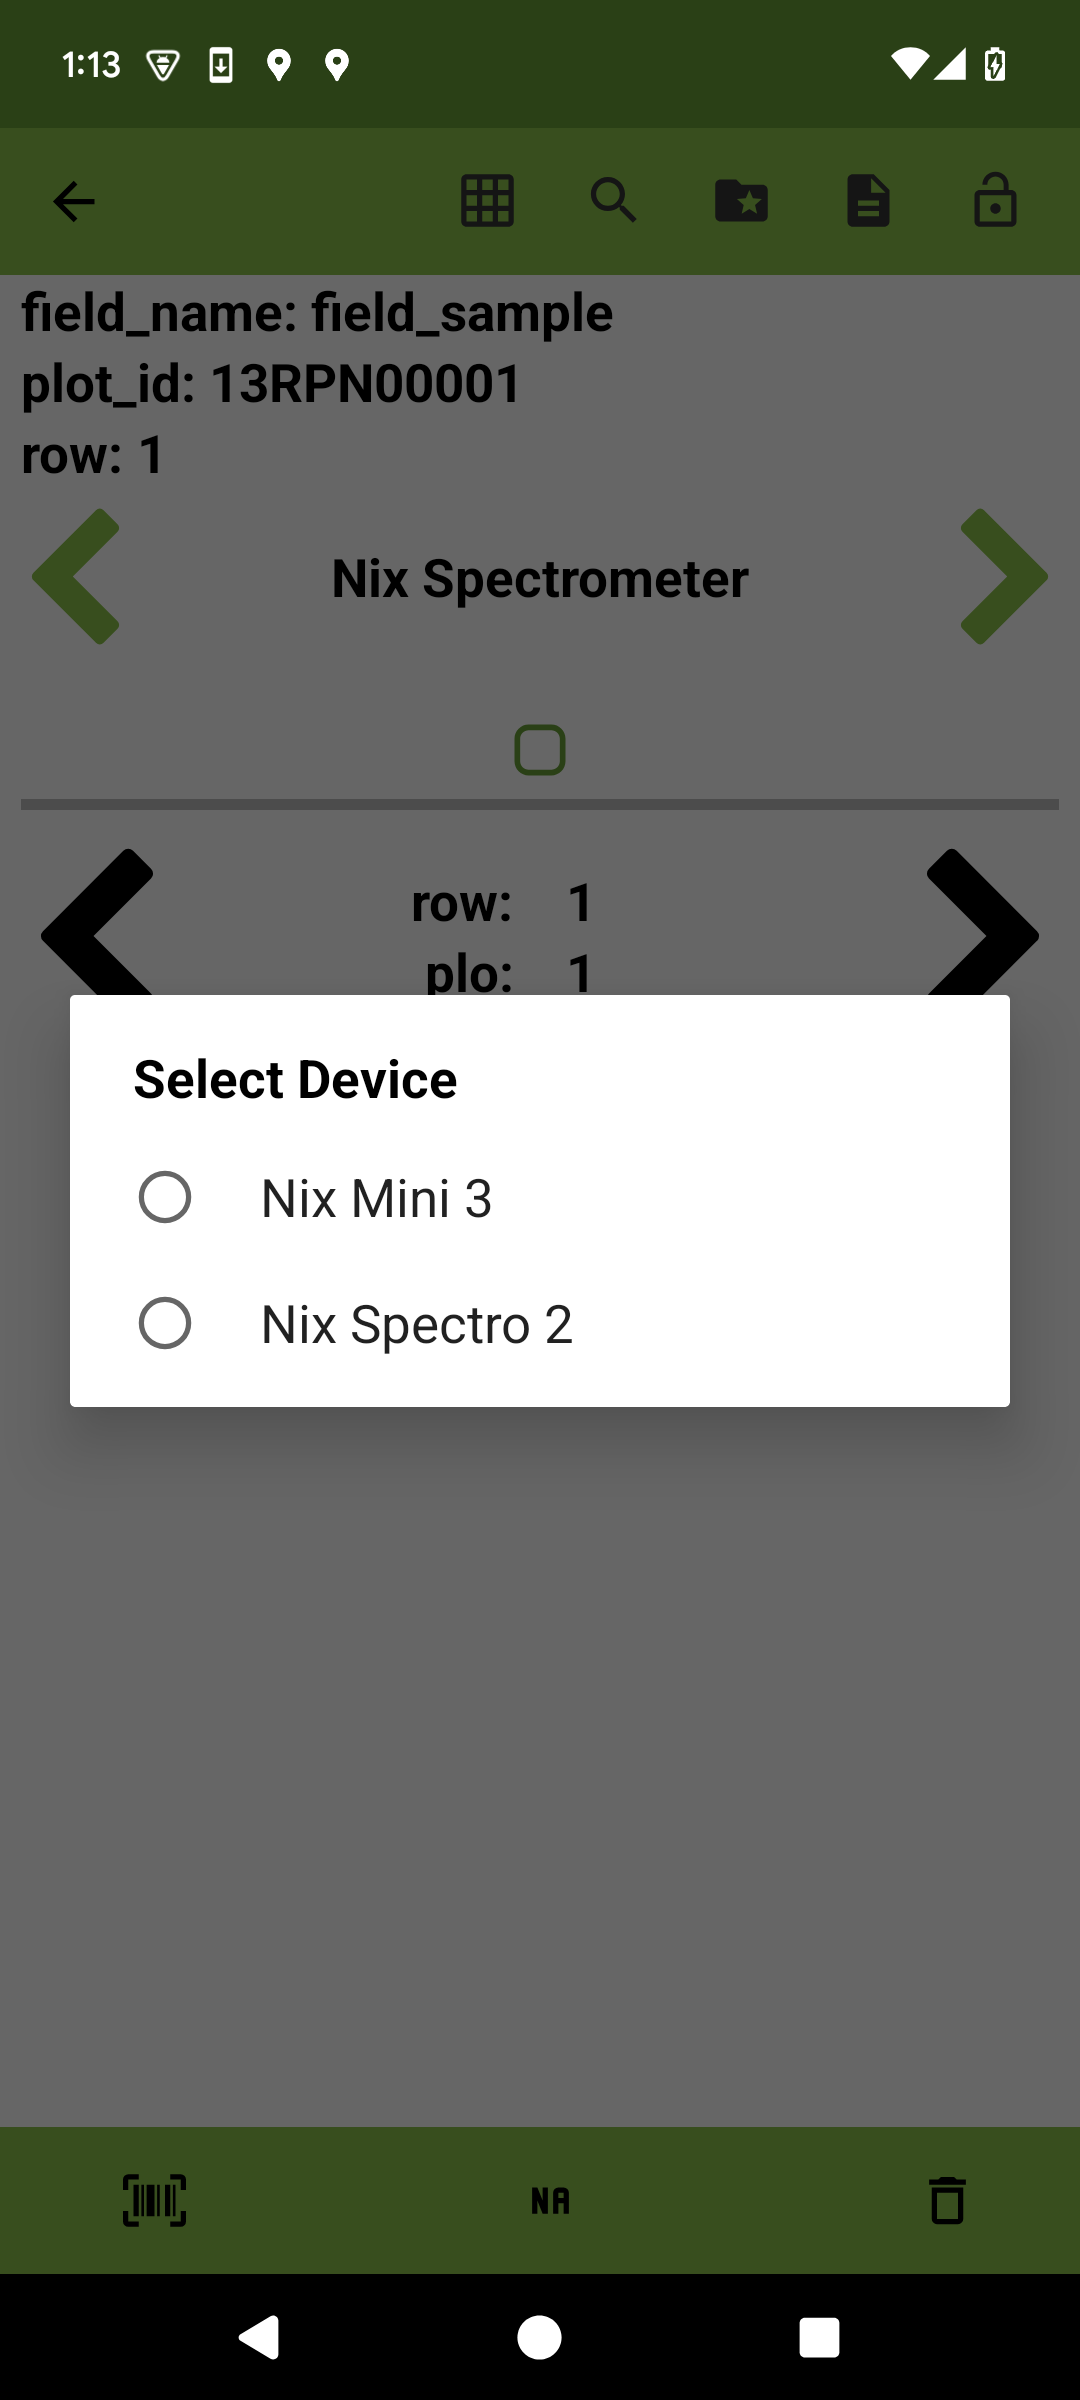 1:13
field_name: field_sample
plot_id: 13RPN00001
row: 1
Nix Spectrometer
row: 1
plo: 1
Select Device
Nix Mini 3
Nix Spectro 2
NA